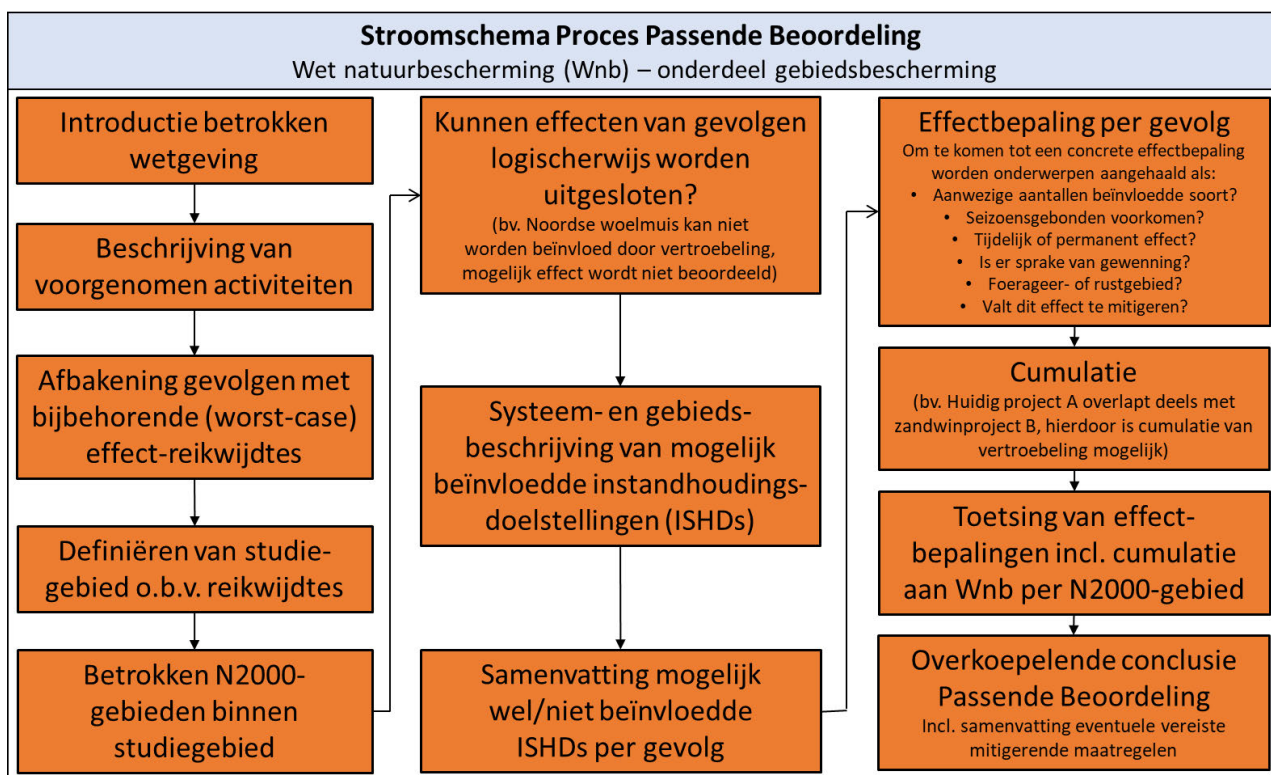 Stroomschema Proces Passende Beoordeling
Wet natuurbescherming (Wnb) – onderdeel gebiedsbescherming
Introductie betrokken
wetgeving
Beschrijving van
voorgenomen activiteiten
Afbakening gevolgen met
bijbehorende (worst-case)
effect-reikwijdtes
Definiëren van studie-
gebied o.b.v. reikwijdtes
Betrokken N2000-
gebieden binnen
studiegebied
Kunnen effecten van gevolgen
logischerwijs worden
uitgesloten?
(bv. Noordse woelmuis kan niet
worden beïnvloed door vertroebeling,
mogelijk effect wordt niet beoordeeld)
Systeem- en gebieds-
beschrijving van mogelijk
beïnvloedde instandhoudings-
doelstellingen (ISHDs)
Samenvatting mogelijk
wel/niet beïnvloedde
ISHDs per gevolg
Effectbepaling per gevolg
Om te komen tot een concrete effectbepaling
worden onderwerpen aangehaald als:
• Aanwezige aantallen beïnvloedde soort?
• Seizoensgebonden voorkomen?
• Tijdelijk of permanent effect?
• Is er sprake van gewenning?
• Foerageer- of rustgebied?
• Valt dit effect te mitigeren?
Cumulatie
(bv. Huidig project A overlapt deels met
zandwinproject B, hierdoor is cumulatie van
vertroebeling mogelijk)
Toetsing van effect-
bepalingen incl. cumulatie
aan Wnb per N2000-gebied
Overkoepelende conclusie
Passende Beoordeling
Incl. samenvatting eventuele vereiste
mitigerende maatregelen